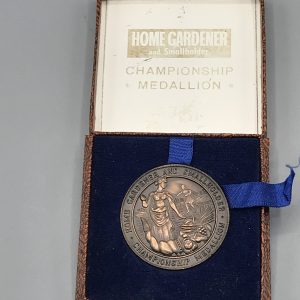 HOME GARDENER
and Smallholder
CHAMPIONSHIP
· MEDALLION ·
HOME GARDENER AND SMALLHOLDER
· CHAMPIONSHIP MEDALLION ·